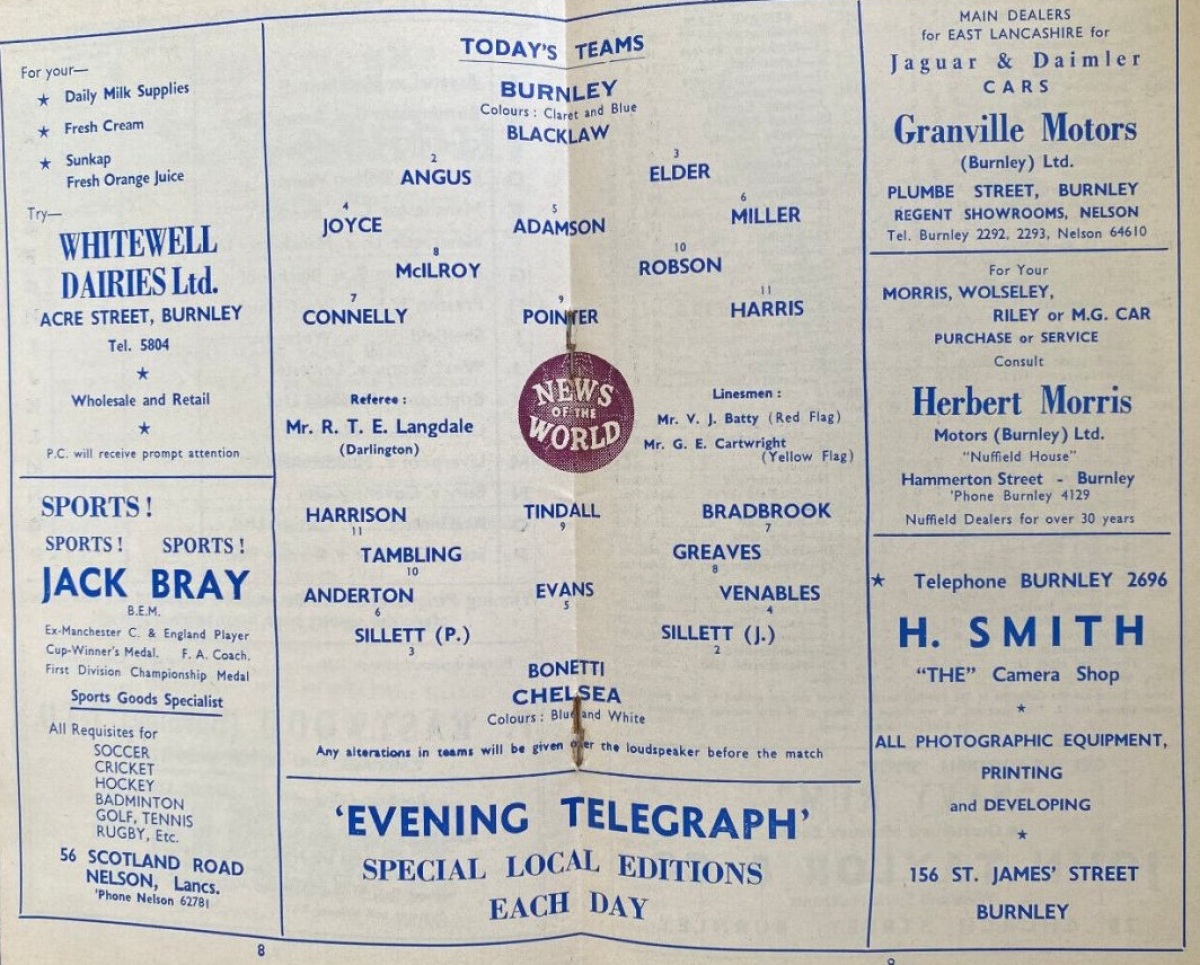 For your—
★ Daily Milk Supplies
★ Fresh Cream
★ Sunkap
Fresh Orange Juice
Try—
WHITEWELL
DAIRIES Ltd.
ACRE STREET, BURNLEY
Tel. 5804
★
Wholesale and Retail
★
P.C. will receive prompt attention
SPORTS!
SPORTS! SPORTS!
JACK BRAY
B.E.M.
Ex-Manchester C. & England Player
Cup-Winner's Medal. F. A. Coach.
First Division Championship Medal
Sports Goods Specialist
All Requisites for
SOCCER
CRICKET
HOCKEY
BADMINTON
GOLF, TENNIS
RUGBY, Etc.
56 SCOTLAND ROAD
NELSON, Lancs.
'Phone Nelson 62781
8
TODAY'S TEAMS
BURNLEY
Colours : Claret and Blue
BLACKLAW
2 3
ANGUS ELDER
4 5 6
JOYCE ADAMSON MILLER
8 10
McILROY ROBSON
7 9 11
CONNELLY POINTER HARRIS
Referee :
Mr. R. T. E. Langdale
(Darlington)
NEWS
OF THE
WORLD
Linesmen :
Mr. V. J. Batty (Red Flag)
Mr. G. E. Cartwright
(Yellow Flag)
HARRISON TINDALL BRADBROOK
11 9 7
TAMBLING GREAVES
10 8
ANDERTON EVANS VENABLES
6 5 4
SILLETT (P.) SILLETT (J.)
3 2
BONETTI
CHELSEA
Colours : Blue and White
Any alterations in teams will be given over the loudspeaker before the match
'EVENING TELEGRAPH'
SPECIAL LOCAL EDITIONS
EACH DAY
MAIN DEALERS
for EAST LANCASHIRE for
Jaguar & Daimler
CARS
Granville Motors
(Burnley) Ltd.
PLUMBE STREET, BURNLEY
REGENT SHOWROOMS, NELSON
Tel. Burnley 2292, 2293, Nelson 64610
For Your
MORRIS, WOLSELEY,
RILEY or M.G. CAR
PURCHASE or SERVICE
Consult
Herbert Morris
Motors (Burnley) Ltd.
"Nuffield House"
Hammerton Street - Burnley
'Phone Burnley 4129
Nuffield Dealers for over 30 years
★ Telephone BURNLEY 2696
H. SMITH
"THE" Camera Shop
★
ALL PHOTOGRAPHIC EQUIPMENT,
PRINTING
and DEVELOPING
★
156 ST. JAMES' STREET
BURNLEY